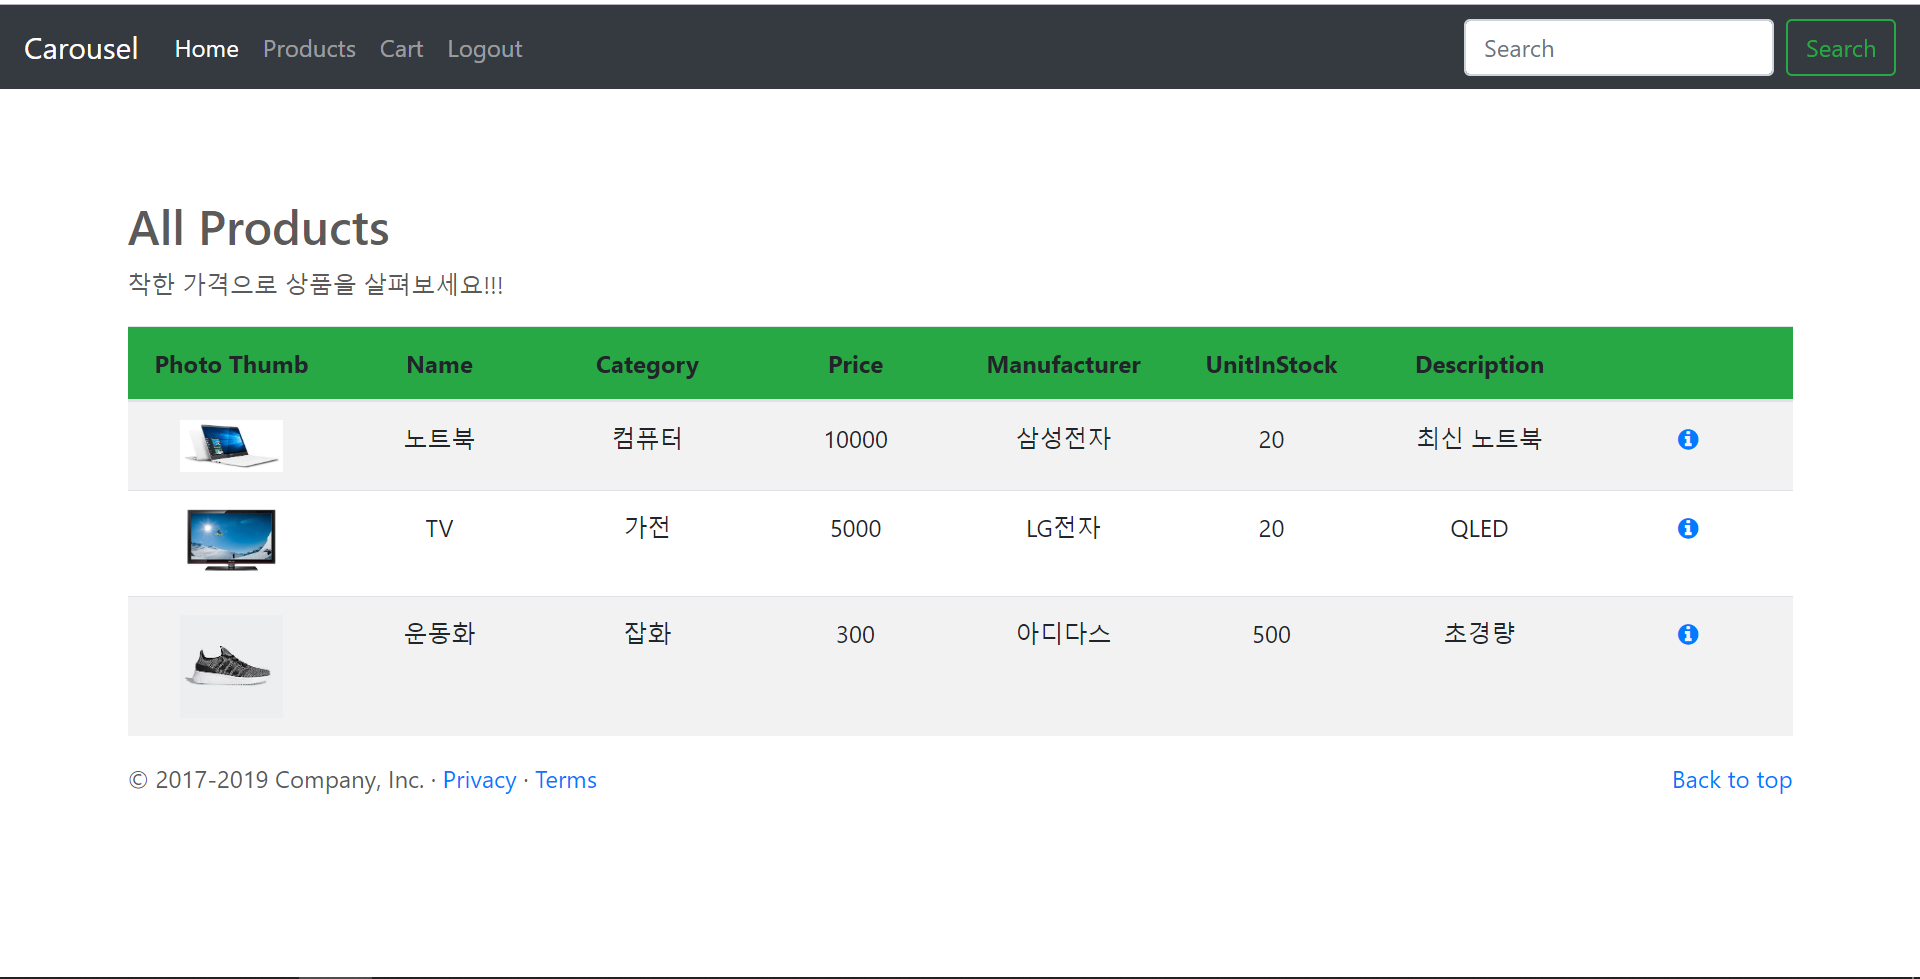 Carousel Home Products Cart Logout Search Search
All Products
착한 가격으로 상품을 살펴보세요!!!
Photo Thumb Name Category Price Manufacturer UnitInStock Description
노트북 컴퓨터 10000 삼성전자 20 최신 노트북
TV 가전 5000 LG전자 20 QLED
운동화 잡화 300 아디다스 500 초경량
© 2017-2019 Company, Inc. · Privacy · Terms Back to top